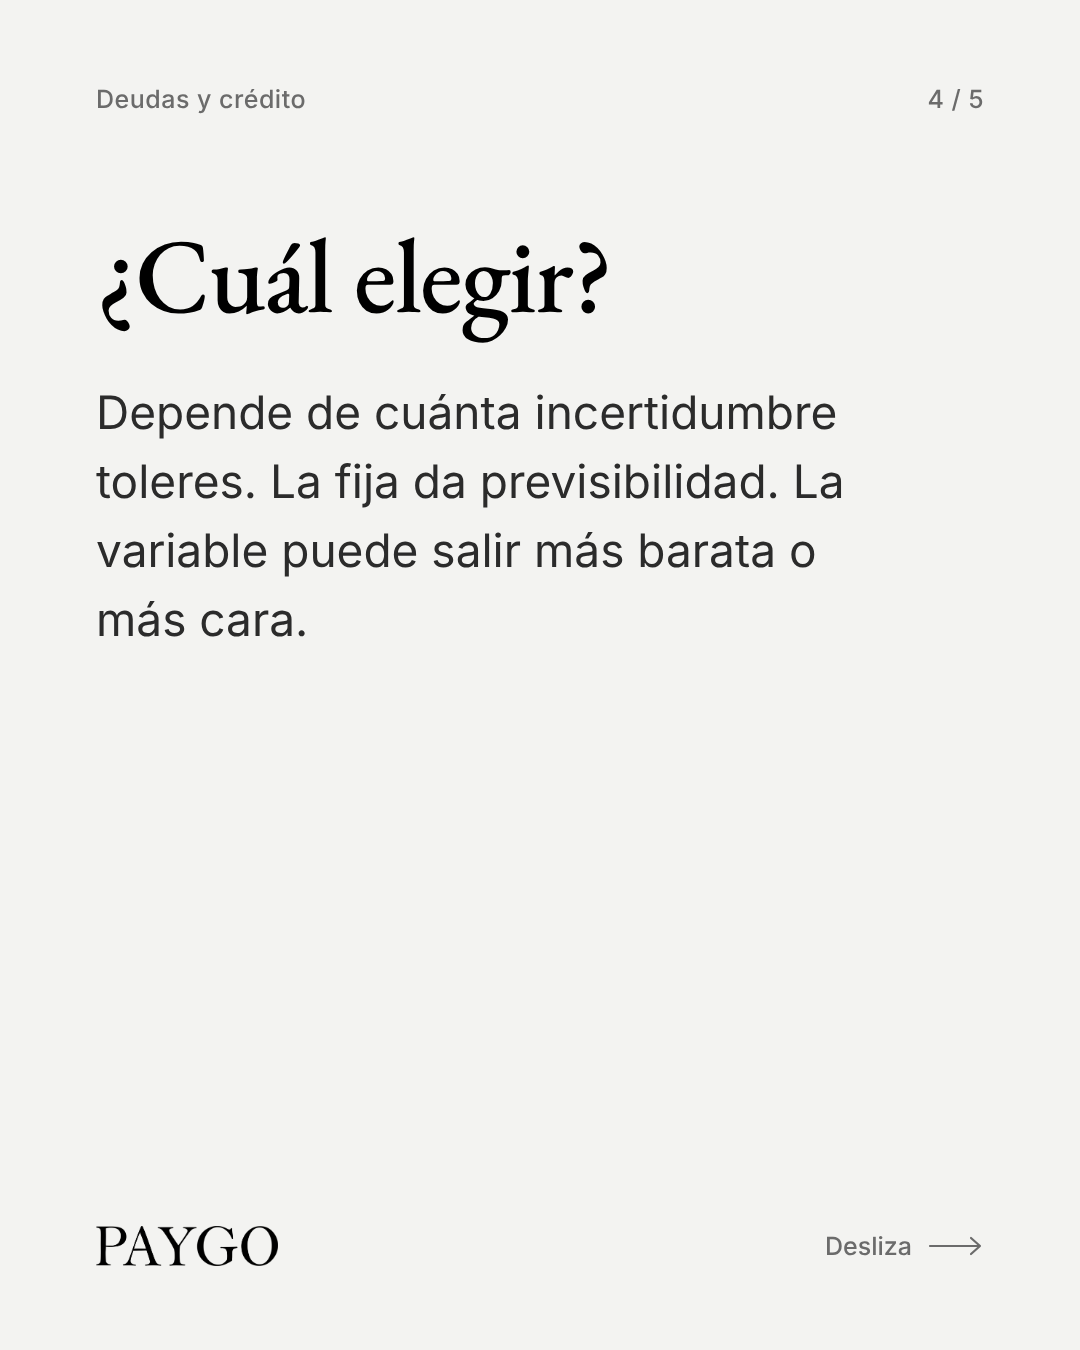 Deudas y crédito
4 / 5
¿Cuál elegir?
Depende de cuánta incertidumbre
toleres. La fija da previsibilidad. La
variable puede salir más barata o
más cara.
PAYGO
Desliza